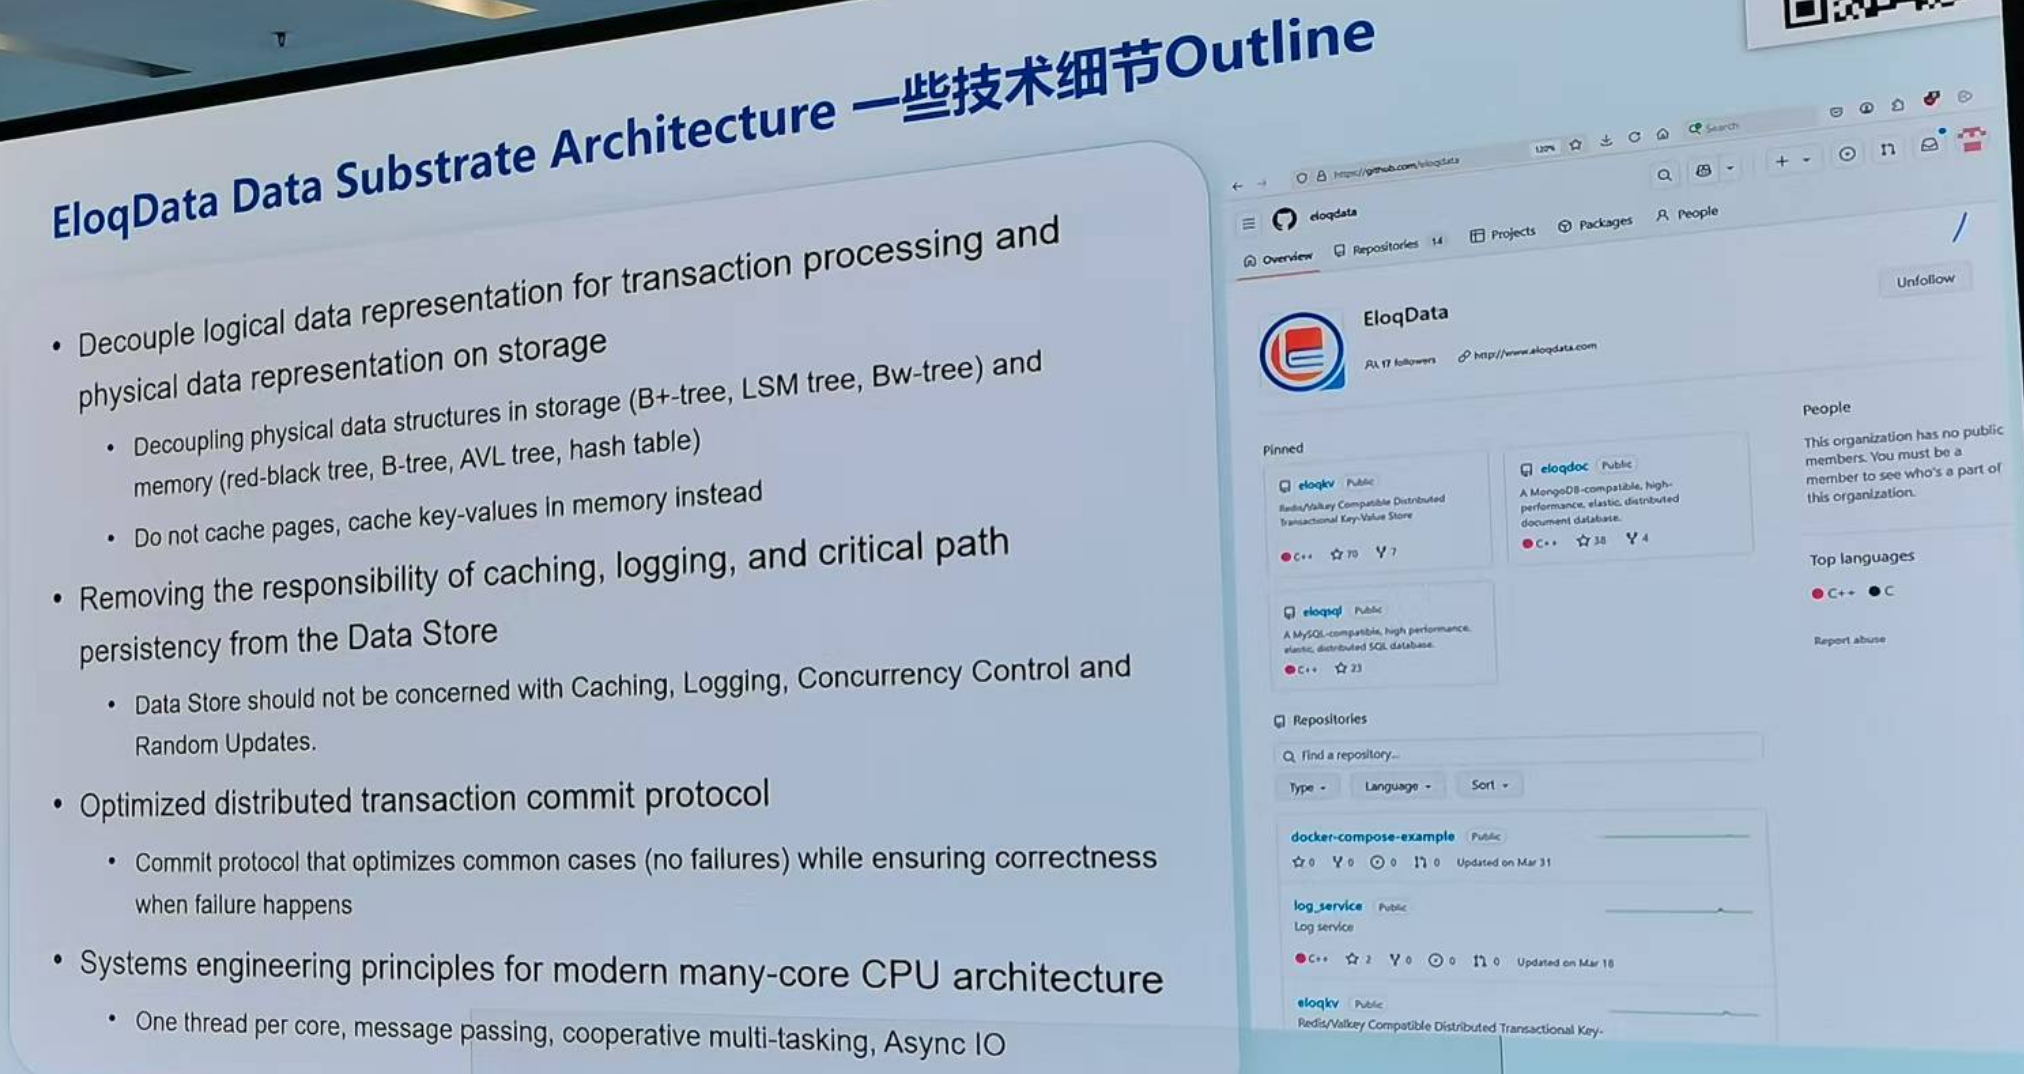 EloqData Data Substrate Architecture 一些技术细节Outline
• Decouple logical data representation for transaction processing and
physical data representation on storage
• Decoupling physical data structures in storage (B+-tree, LSM tree, Bw-tree) and
memory (red-black tree, B-tree, AVL tree, hash table)
• Do not cache pages, cache key-values in memory instead
• Removing the responsibility of caching, logging, and critical path
persistency from the Data Store
• Data Store should not be concerned with Caching, Logging, Concurrency Control and
Random Updates.
• Optimized distributed transaction commit protocol
• Commit protocol that optimizes common cases (no failures) while ensuring correctness
when failure happens
• Systems engineering principles for modern many-core CPU architecture
• One thread per core, message passing, cooperative multi-tasking, Async IO
https://github.com/eloqdata
120%
Search
eloqdata
Overview
Repositories 14
Projects
Packages
People
Unfollow
EloqData
17 followers
http://www.eloqdata.com
Pinned
eloqkv Public
Redis/Valkey Compatible Distributed
Transactional Key-Value Store
C++ 70 7
eloqdoc Public
A MongoDB-compatible, high-
performance, elastic, distributed
document database.
C++ 38 4
eloqsql Public
A MySQL-compatible, high performance,
elastic, distributed SQL database.
C++ 23
People
This organization has no public
members. You must be a
member to see who's a part of
this organization.
Top languages
C++ C
Report abuse
Repositories
Find a repository...
Type
Language
Sort
docker-compose-example Public
0 0 0 0 Updated on Mar 31
log_service Public
Log service
C++ 2 0 0 0 Updated on Mar 18
eloqkv Public
Redis/Valkey Compatible Distributed Transactional Key-